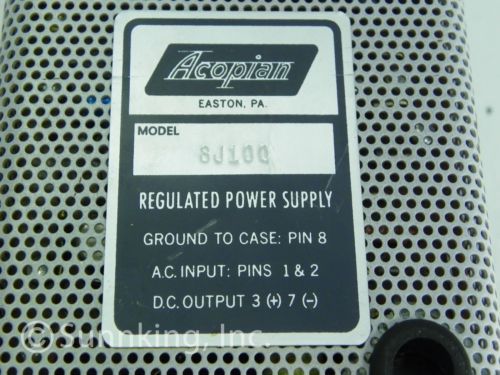 Acopian
EASTON, PA.
MODEL
8J100
REGULATED POWER SUPPLY
GROUND TO CASE: PIN 8
A.C. INPUT: PINS 1 & 2
D.C. OUTPUT 3 (+) 7 (-)
© Sunnking, Inc.